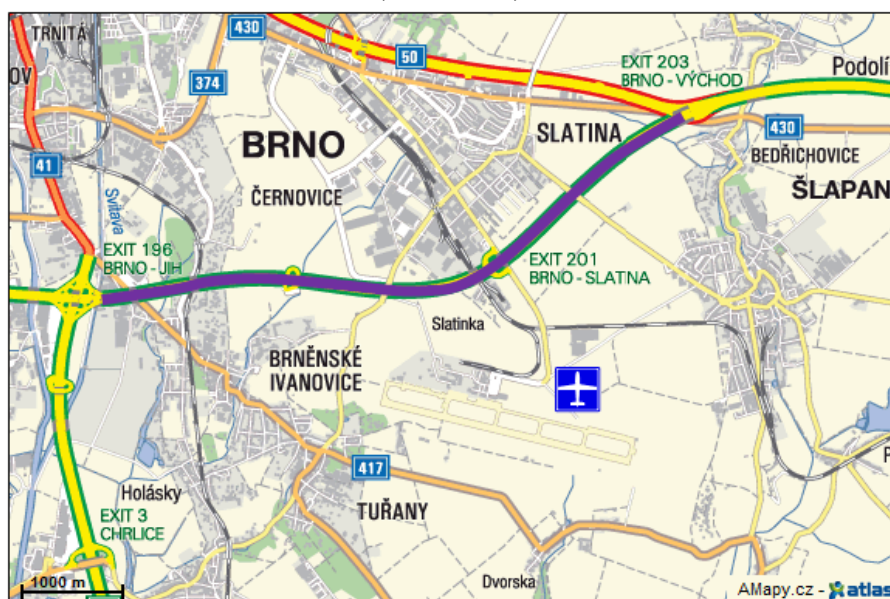 TRNITÁ
430
50
EXIT 203
BRNO - VÝCHOD
Podolí
OV
374
BRNO
SLATINA
430
BEDŘICHOVICE
41
Svitava
ČERNOVICE
ŠLAPAN
EXIT 196
BRNO - JIH
EXIT 201
BRNO - SLATINA
Slatinka
BRNĚNSKÉ
IVANOVICE
417
Holásky
TUŘANY
EXIT 3
CHRLICE
1000 m
Dvorska
AMapy.cz - atlas